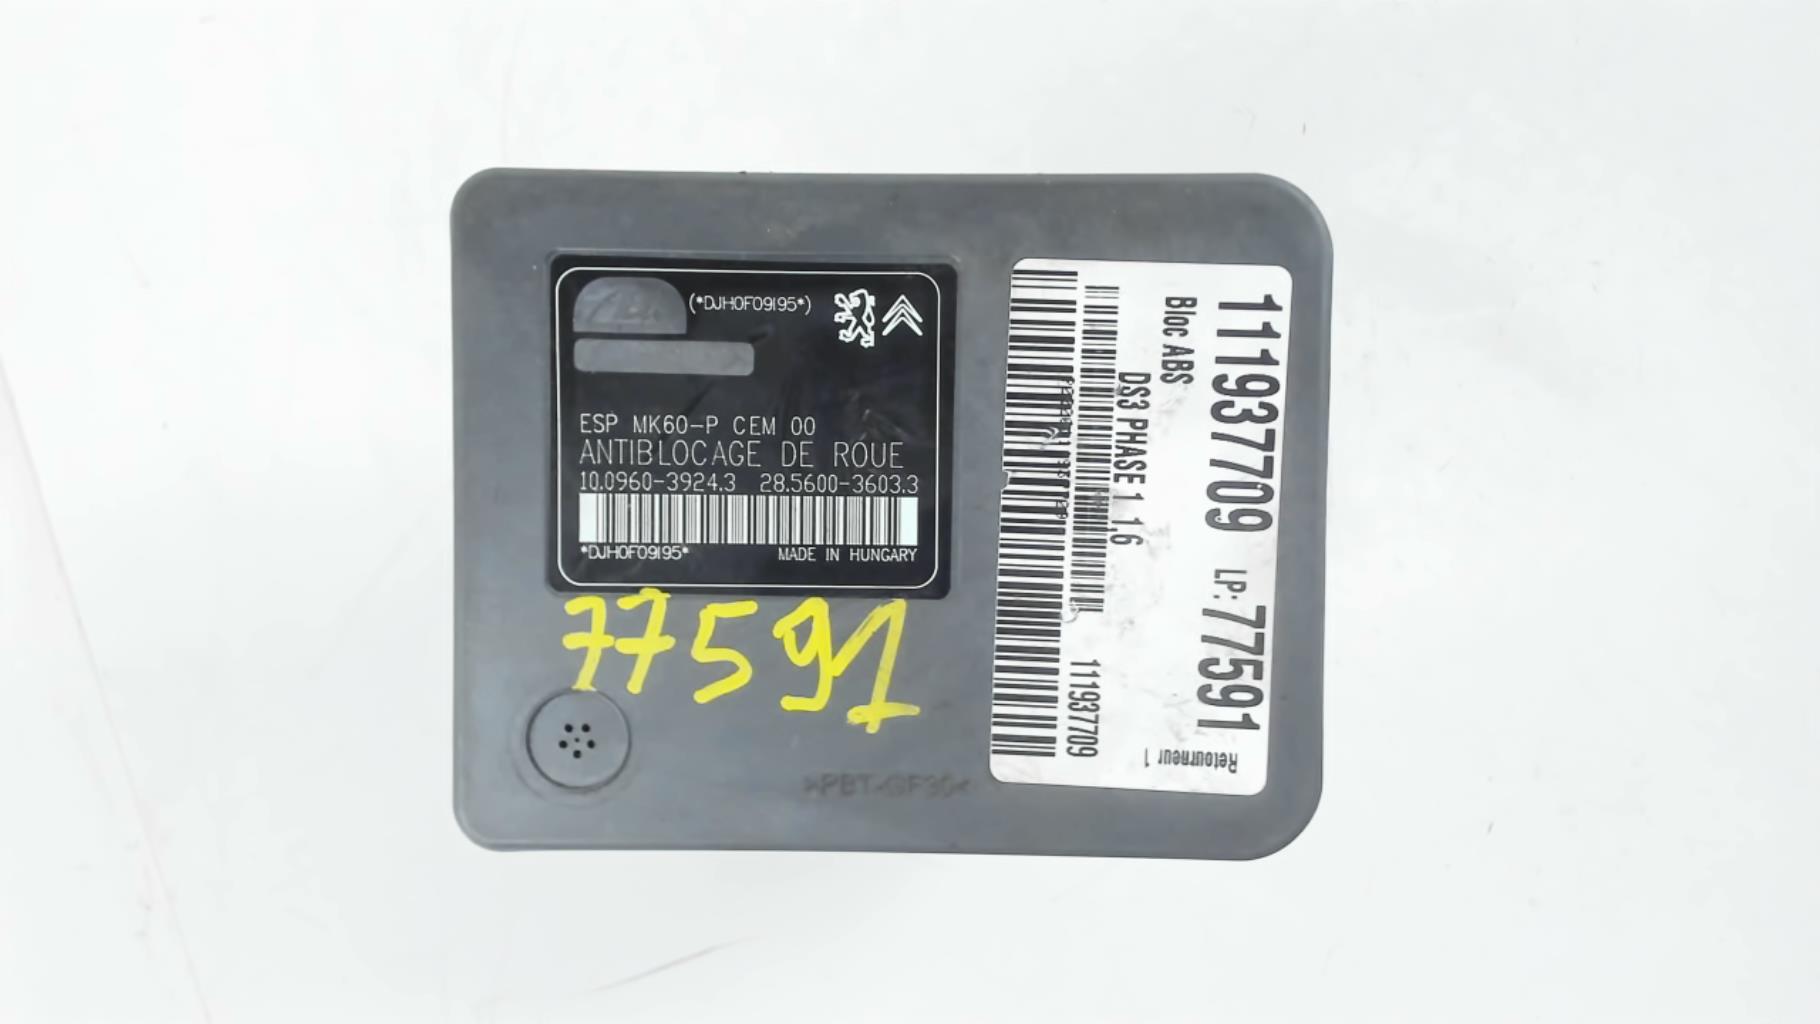 (*DJH0F09195*)
ESP MK60-P CEM 00
ANTIBLOCAGE DE ROUE
10.0960-3924.3 28.5600-3603.3
*DJH0F09195*
MADE IN HUNGARY
77591
>PBT-GF30<
111937709 LP: 77591
Bloc ABS
DS3 PHASE 1 1,6
111937709
Retourneur 1